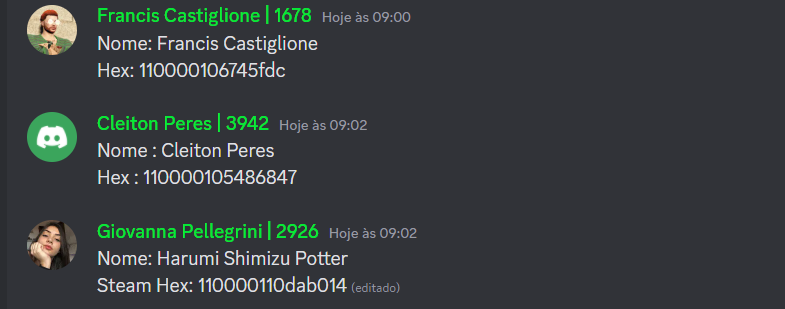 Francis Castiglione | 1678 Hoje às 09:00
Nome: Francis Castiglione
Hex: 110000106745fdc
Cleiton Peres | 3942 Hoje às 09:02
Nome : Cleiton Peres
Hex : 110000105486847
Giovanna Pellegrini | 2926 Hoje às 09:02
Nome: Harumi Shimizu Potter
Steam Hex: 110000110dab014 (editado)